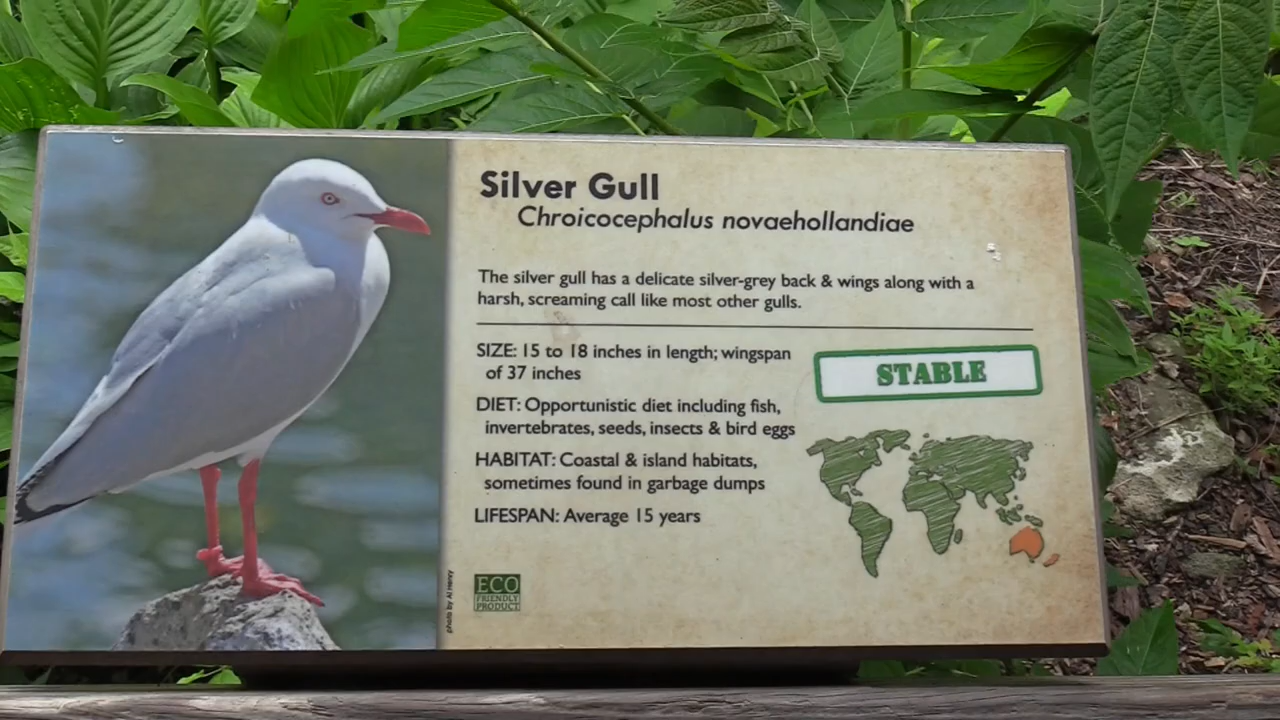 Silver Gull
Chroicocephalus novaehollandiae
The silver gull has a delicate silver-grey back & wings along with a
harsh, screaming call like most other gulls.
SIZE: 15 to 18 inches in length; wingspan
of 37 inches
DIET: Opportunistic diet including fish,
invertebrates, seeds, insects & bird eggs
HABITAT: Coastal & island habitats,
sometimes found in garbage dumps
LIFESPAN: Average 15 years
STABLE
ECO
FRIENDLY
PRODUCT
photo by Al